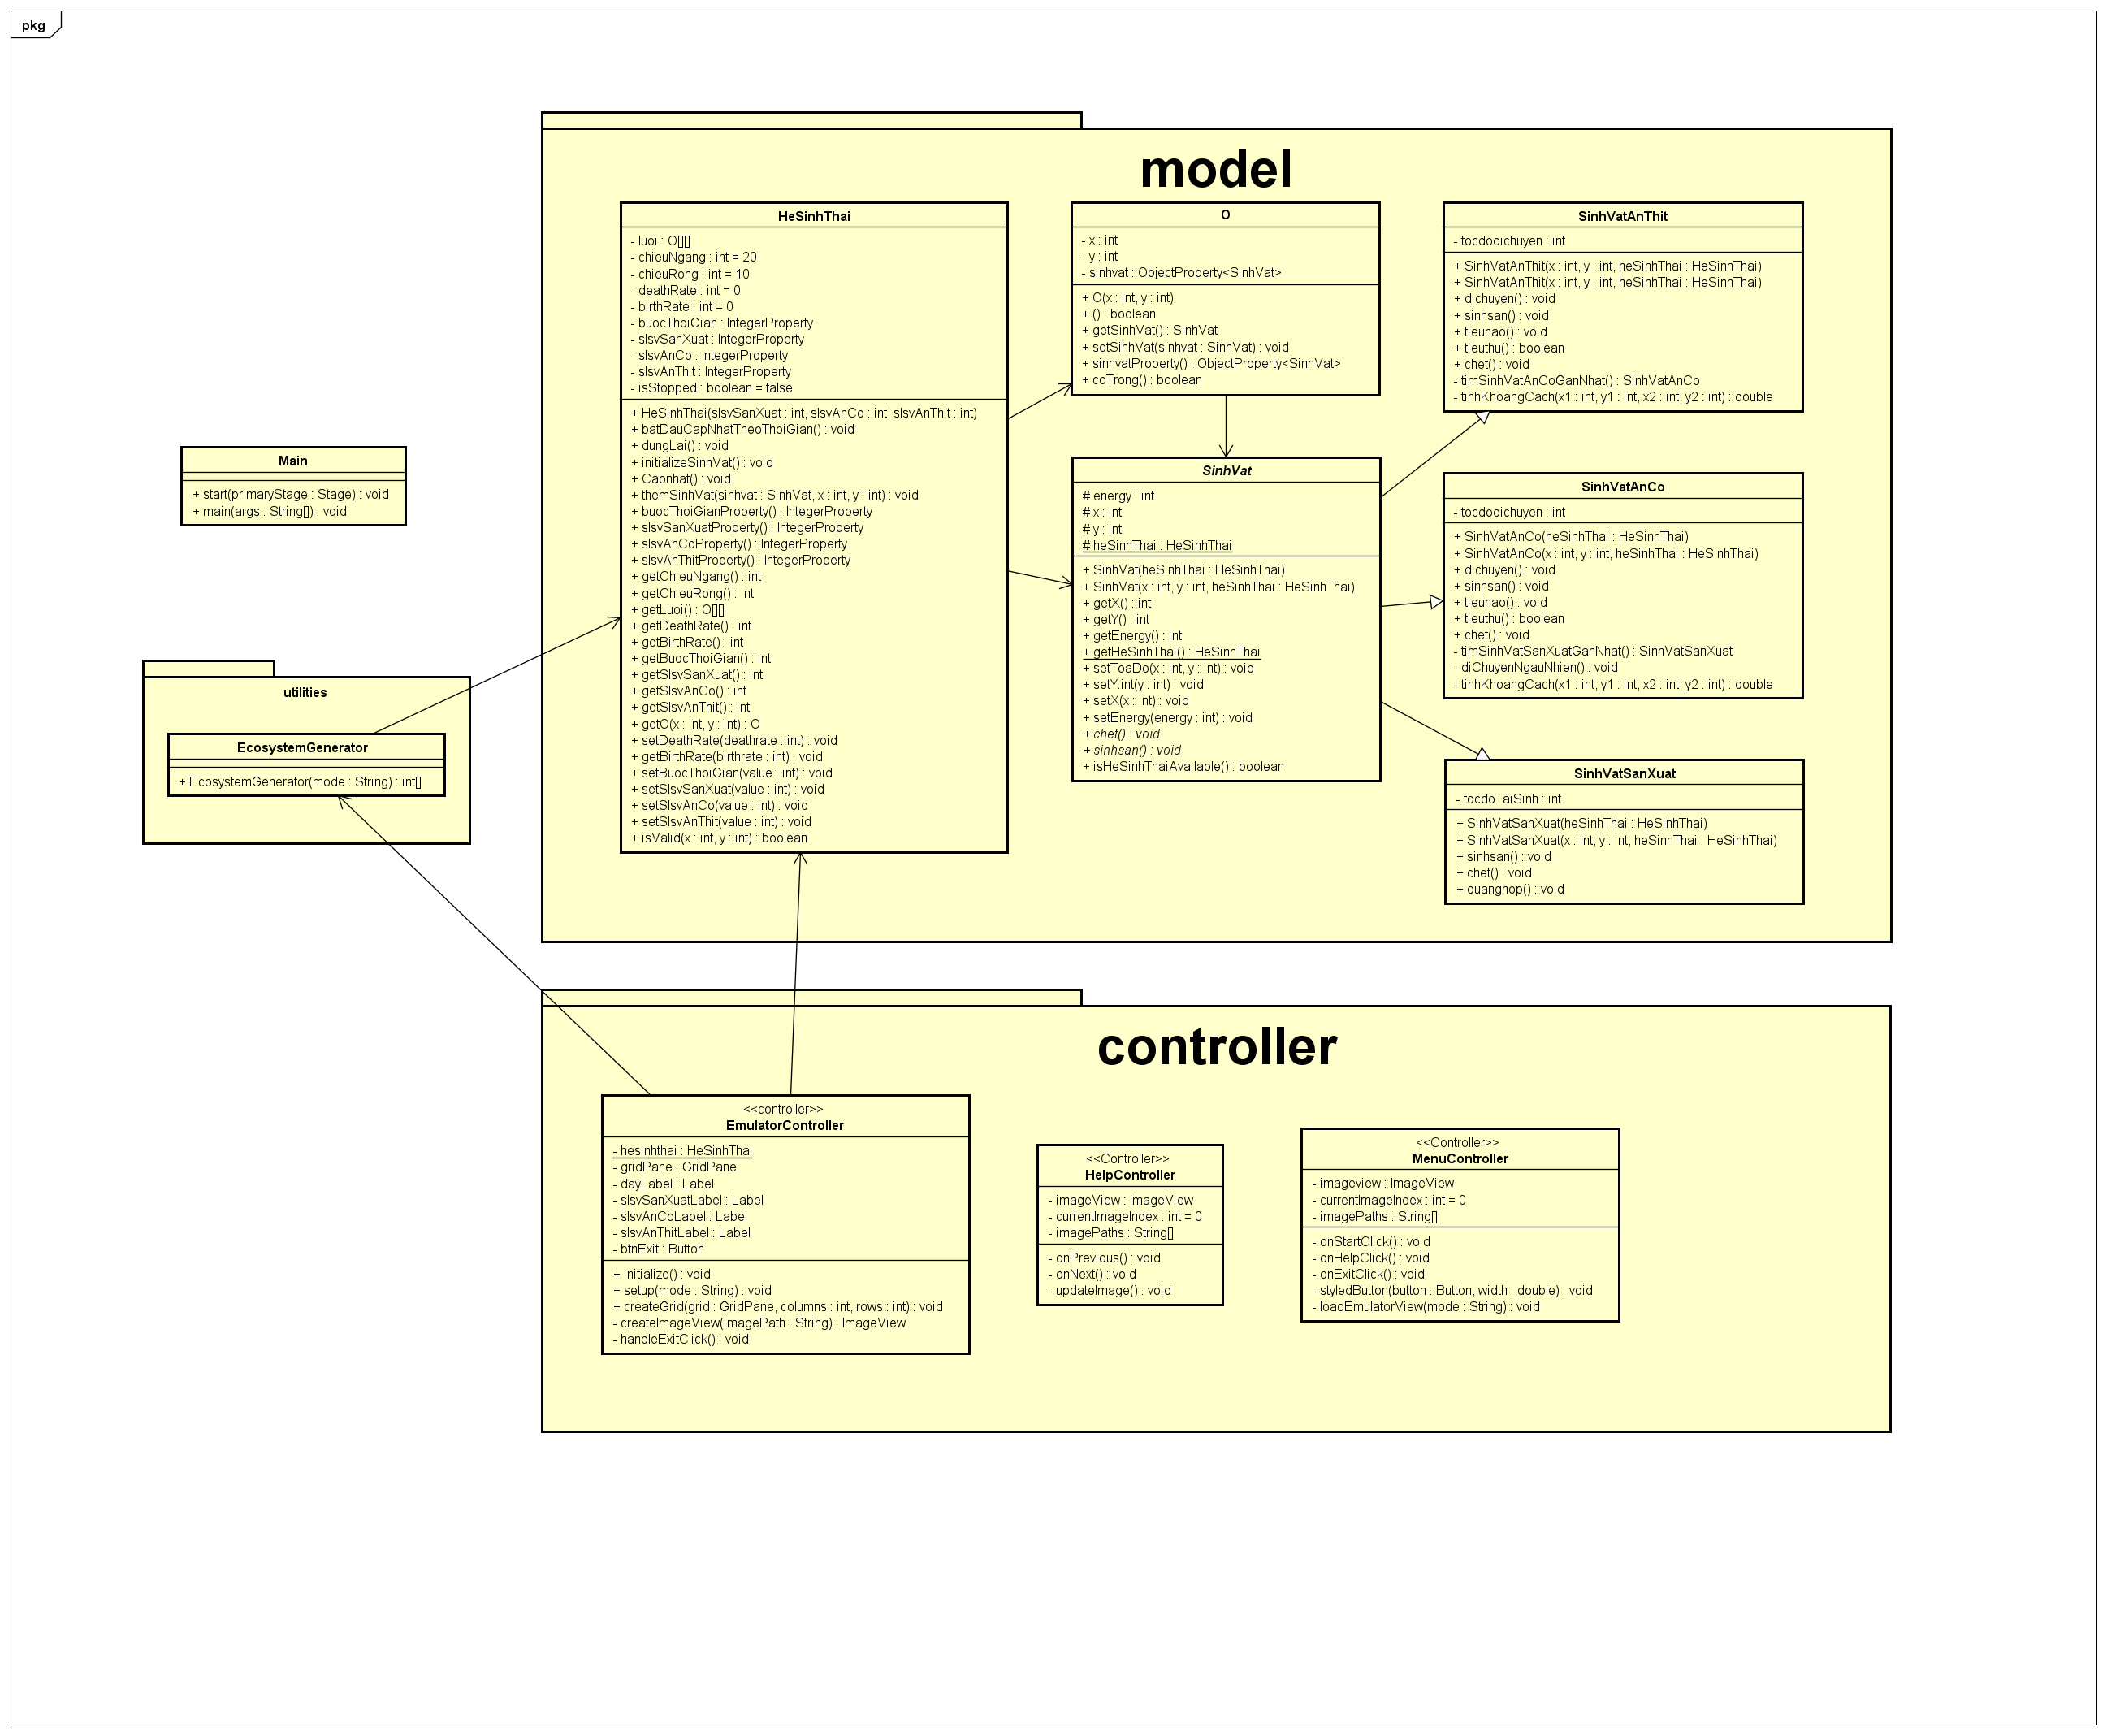 pkg
model
HeSinhThai
- luoi : O[][]
- chieuNgang : int = 20
- chieuRong : int = 10
- deathRate : int = 0
- birthRate : int = 0
- buocThoiGian : IntegerProperty
- slsvSanXuat : IntegerProperty
- slsvAnCo : IntegerProperty
- slsvAnThit : IntegerProperty
- isStopped : boolean = false
+ HeSinhThai(slsvSanXuat : int, slsvAnCo : int, slsvAnThit : int)
+ batDauCapNhatTheoThoiGian() : void
+ dungLai() : void
+ initializeSinhVat() : void
+ Capnhat() : void
+ themSinhVat(sinhvat : SinhVat, x : int, y : int) : void
+ buocThoiGianProperty() : IntegerProperty
+ slsvSanXuatProperty() : IntegerProperty
+ slsvAnCoProperty() : IntegerProperty
+ slsvAnThitProperty() : IntegerProperty
+ getChieuNgang() : int
+ getChieuRong() : int
+ getLuoi() : O[][]
+ getDeathRate() : int
+ getBirthRate() : int
+ getBuocThoiGian() : int
+ getSlsvSanXuat() : int
+ getSlsvAnCo() : int
+ getSlsvAnThit() : int
+ getO(x : int, y : int) : O
+ setDeathRate(deathrate : int) : void
+ getBirthRate(birthrate : int) : void
+ setBuocThoiGian(value : int) : void
+ setSlsvSanXuat(value : int) : void
+ setSlsvAnCo(value : int) : void
+ setSlsvAnThit(value : int) : void
+ isValid(x : int, y : int) : boolean
O
- x : int
- y : int
- sinhvat : ObjectProperty<SinhVat>
+ O(x : int, y : int)
+ () : boolean
+ getSinhVat() : SinhVat
+ setSinhVat(sinhvat : SinhVat) : void
+ sinhvatProperty() : ObjectProperty<SinhVat>
+ coTrong() : boolean
SinhVatAnThit
- tocdodichuyen : int
+ SinhVatAnThit(x : int, y : int, heSinhThai : HeSinhThai)
+ SinhVatAnThit(x : int, y : int, heSinhThai : HeSinhThai)
+ dichuyen() : void
+ sinhsan() : void
+ tieuhao() : void
+ tieuthu() : boolean
+ chet() : void
- timSinhVatAnCoGanNhat() : SinhVatAnCo
- tinhKhoangCach(x1 : int, y1 : int, x2 : int, y2 : int) : double
Main
+ start(primaryStage : Stage) : void
+ main(args : String[]) : void
SinhVat
# energy : int
# x : int
# y : int
# heSinhThai : HeSinhThai
+ SinhVat(heSinhThai : HeSinhThai)
+ SinhVat(x : int, y : int, heSinhThai : HeSinhThai)
+ getX() : int
+ getY() : int
+ getEnergy() : int
+ getHeSinhThai() : HeSinhThai
+ setToaDo(x : int, y : int) : void
+ setY:int(y : int) : void
+ setX(x : int) : void
+ setEnergy(energy : int) : void
+ chet() : void
+ sinhsan() : void
+ isHeSinhThaiAvailable() : boolean
SinhVatAnCo
- tocdodichuyen : int
+ SinhVatAnCo(heSinhThai : HeSinhThai)
+ SinhVatAnCo(x : int, y : int, heSinhThai : HeSinhThai)
+ dichuyen() : void
+ sinhsan() : void
+ tieuhao() : void
+ tieuthu() : boolean
+ chet() : void
- timSinhVatSanXuatGanNhat() : SinhVatSanXuat
- diChuyenNgauNhien() : void
- tinhKhoangCach(x1 : int, y1 : int, x2 : int, y2 : int) : double
utilities
EcosystemGenerator
+ EcosystemGenerator(mode : String) : int[]
SinhVatSanXuat
- tocdoTaiSinh : int
+ SinhVatSanXuat(heSinhThai : HeSinhThai)
+ SinhVatSanXuat(x : int, y : int, heSinhThai : HeSinhThai)
+ sinhsan() : void
+ chet() : void
+ quanghop() : void
controller
<<controller>>
EmulatorController
- hesinhthai : HeSinhThai
- gridPane : GridPane
- dayLabel : Label
- slsvSanXuatLabel : Label
- slsvAnCoLabel : Label
- slsvAnThitLabel : Label
- btnExit : Button
+ initialize() : void
+ setup(mode : String) : void
+ createGrid(grid : GridPane, columns : int, rows : int) : void
- createImageView(imagePath : String) : ImageView
- handleExitClick() : void
<<Controller>>
HelpController
- imageView : ImageView
- currentImageIndex : int = 0
- imagePaths : String[]
- onPrevious() : void
- onNext() : void
- updateImage() : void
<<Controller>>
MenuController
- imageview : ImageView
- currentImageIndex : int = 0
- imagePaths : String[]
- onStartClick() : void
- onHelpClick() : void
- onExitClick() : void
- styledButton(button : Button, width : double) : void
- loadEmulatorView(mode : String) : void